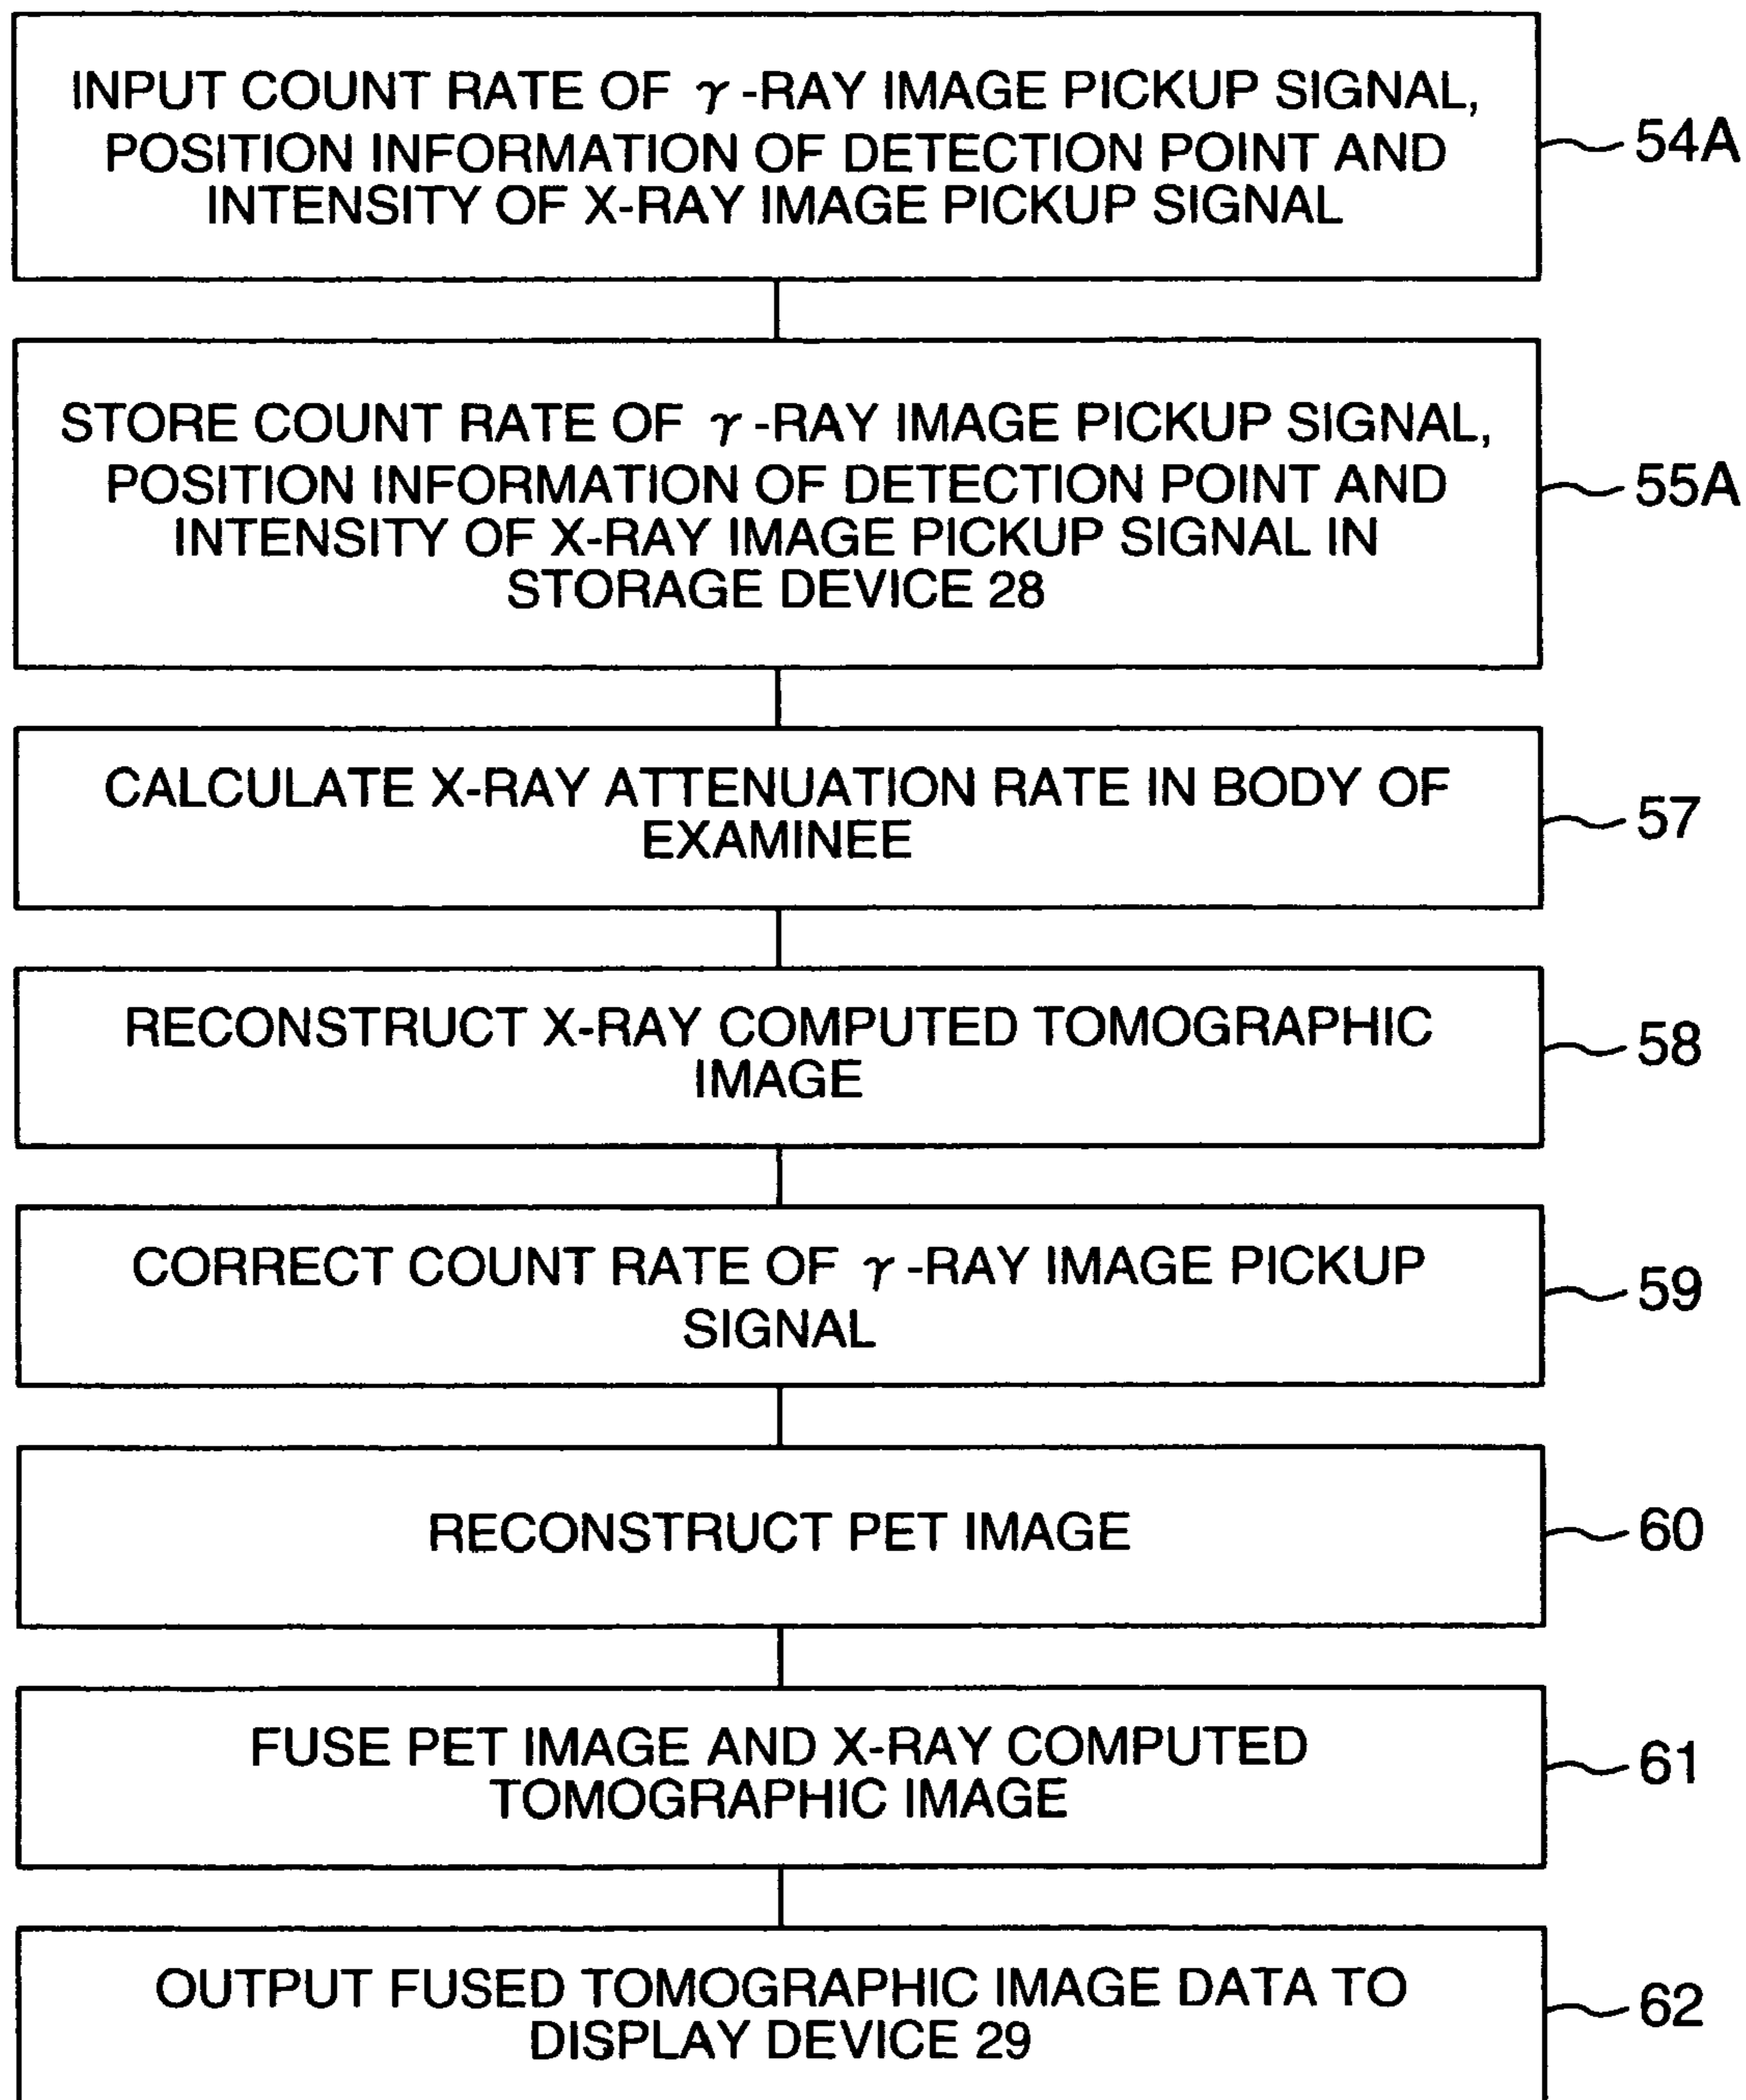 INPUT COUNT RATE OF γ-RAY IMAGE PICKUP SIGNAL,
POSITION INFORMATION OF DETECTION POINT AND
INTENSITY OF X-RAY IMAGE PICKUP SIGNAL
54A
STORE COUNT RATE OF γ-RAY IMAGE PICKUP SIGNAL,
POSITION INFORMATION OF DETECTION POINT AND
INTENSITY OF X-RAY IMAGE PICKUP SIGNAL IN
STORAGE DEVICE 28
55A
CALCULATE X-RAY ATTENUATION RATE IN BODY OF
EXAMINEE
57
RECONSTRUCT X-RAY COMPUTED TOMOGRAPHIC
IMAGE
58
CORRECT COUNT RATE OF γ-RAY IMAGE PICKUP
SIGNAL
59
RECONSTRUCT PET IMAGE
60
FUSE PET IMAGE AND X-RAY COMPUTED
TOMOGRAPHIC IMAGE
61
OUTPUT FUSED TOMOGRAPHIC IMAGE DATA TO
DISPLAY DEVICE 29
62